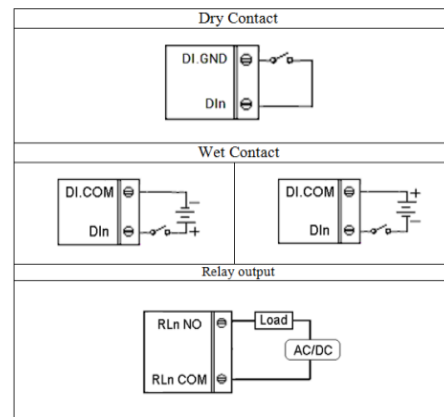 Dry Contact
DI.GND
DIn
Wet Contact
DI.COM
DIn
− +
DI.COM
DIn
+ −
Relay output
RLn NO
Load
AC/DC
RLn COM